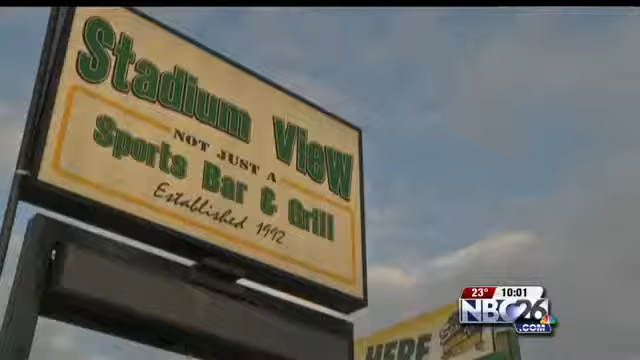 Stadium View
NOT JUST A
Sports Bar & Grill
Established 1992
HERE
23° 10:01
NBC26
.COM